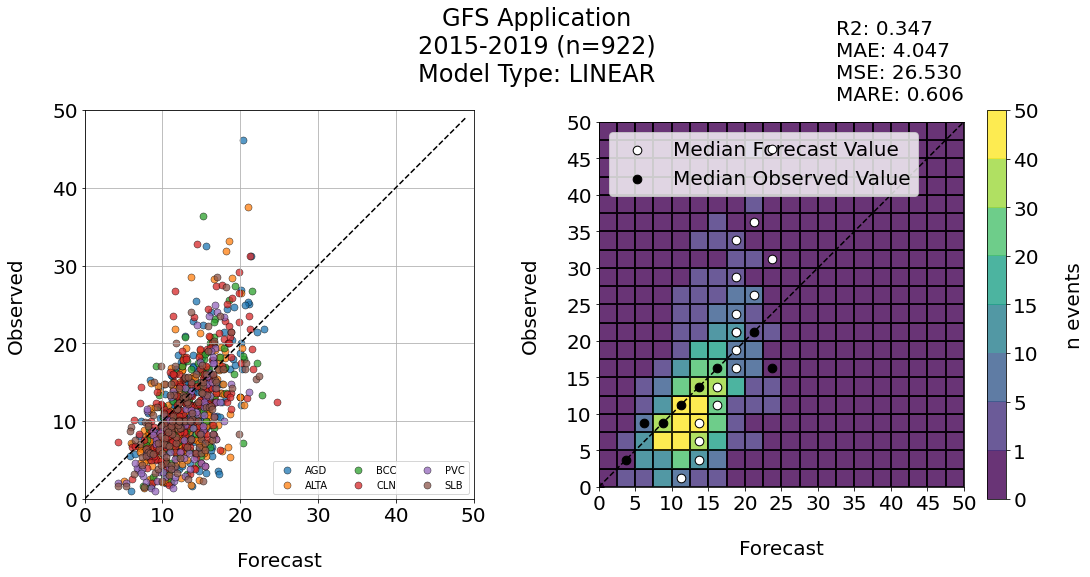 GFS Application
2015-2019 (n=922)
Model Type: LINEAR
R2: 0.347
MAE: 4.047
MSE: 26.530
MARE: 0.606
50
40
30
20
10
0
Observed
0 10 20 30 40 50
Forecast
AGD BCC PVC
ALTA CLN SLB
50
45
40
35
30
25
20
15
10
5
0
Observed
0 5 10 15 20 25 30 35 40 45 50
Forecast
Median Forecast Value
Median Observed Value
50
40
30
20
15
10
5
1
0
n events